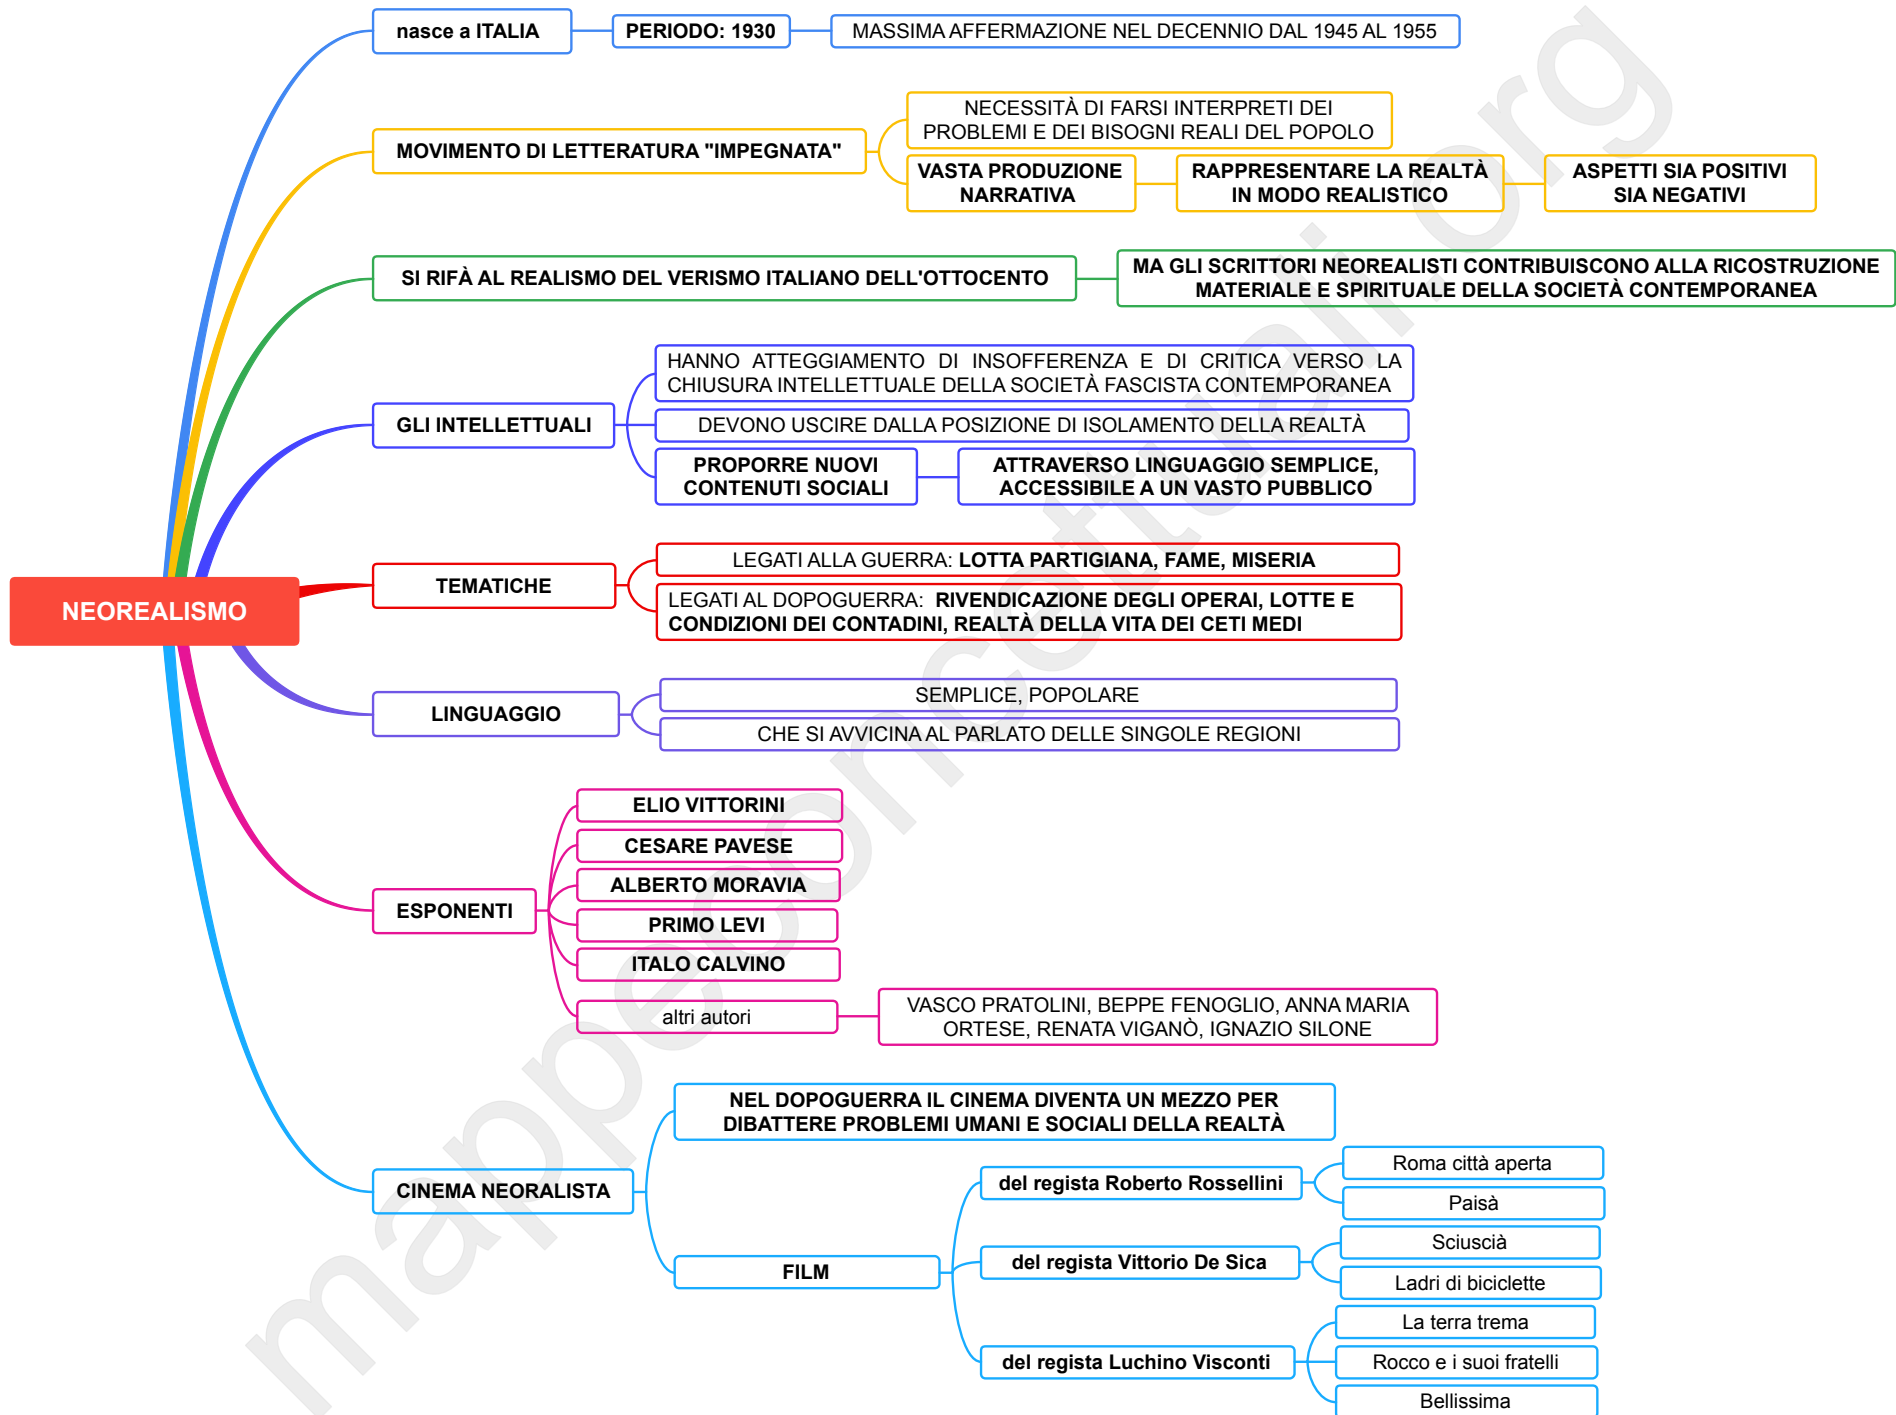 nasce a ITALIA
PERIODO: 1930
MASSIMA AFFERMAZIONE NEL DECENNIO DAL 1945 AL 1955
MOVIMENTO DI LETTERATURA "IMPEGNATA"
NECESSITÀ DI FARSI INTERPRETI DEI
PROBLEMI E DEI BISOGNI REALI DEL POPOLO
VASTA PRODUZIONE
NARRATIVA
RAPPRESENTARE LA REALTÀ
IN MODO REALISTICO
ASPETTI SIA POSITIVI
SIA NEGATIVI
SI RIFÀ AL REALISMO DEL VERISMO ITALIANO DELL'OTTOCENTO
MA GLI SCRITTORI NEOREALISTI CONTRIBUISCONO ALLA RICOSTRUZIONE
MATERIALE E SPIRITUALE DELLA SOCIETÀ CONTEMPORANEA
GLI INTELLETTUALI
HANNO ATTEGGIAMENTO DI INSOFFERENZA E DI CRITICA VERSO LA
CHIUSURA INTELLETTUALE DELLA SOCIETÀ FASCISTA CONTEMPORANEA
DEVONO USCIRE DALLA POSIZIONE DI ISOLAMENTO DELLA REALTÀ
PROPORRE NUOVI
CONTENUTI SOCIALI
ATTRAVERSO LINGUAGGIO SEMPLICE,
ACCESSIBILE A UN VASTO PUBBLICO
NEOREALISMO
TEMATICHE
LEGATI ALLA GUERRA: LOTTA PARTIGIANA, FAME, MISERIA
LEGATI AL DOPOGUERRA: RIVENDICAZIONE DEGLI OPERAI, LOTTE E
CONDIZIONI DEI CONTADINI, REALTÀ DELLA VITA DEI CETI MEDI
LINGUAGGIO
SEMPLICE, POPOLARE
CHE SI AVVICINA AL PARLATO DELLE SINGOLE REGIONI
ESPONENTI
ELIO VITTORINI
CESARE PAVESE
ALBERTO MORAVIA
PRIMO LEVI
ITALO CALVINO
altri autori
VASCO PRATOLINI, BEPPE FENOGLIO, ANNA MARIA
ORTESE, RENATA VIGANÒ, IGNAZIO SILONE
CINEMA NEORALISTA
NEL DOPOGUERRA IL CINEMA DIVENTA UN MEZZO PER
DIBATTERE PROBLEMI UMANI E SOCIALI DELLA REALTÀ
FILM
del regista Roberto Rossellini
Roma città aperta
Paisà
del regista Vittorio De Sica
Sciuscià
Ladri di biciclette
del regista Luchino Visconti
La terra trema
Rocco e i suoi fratelli
Bellissima
mappeconcettuali.org